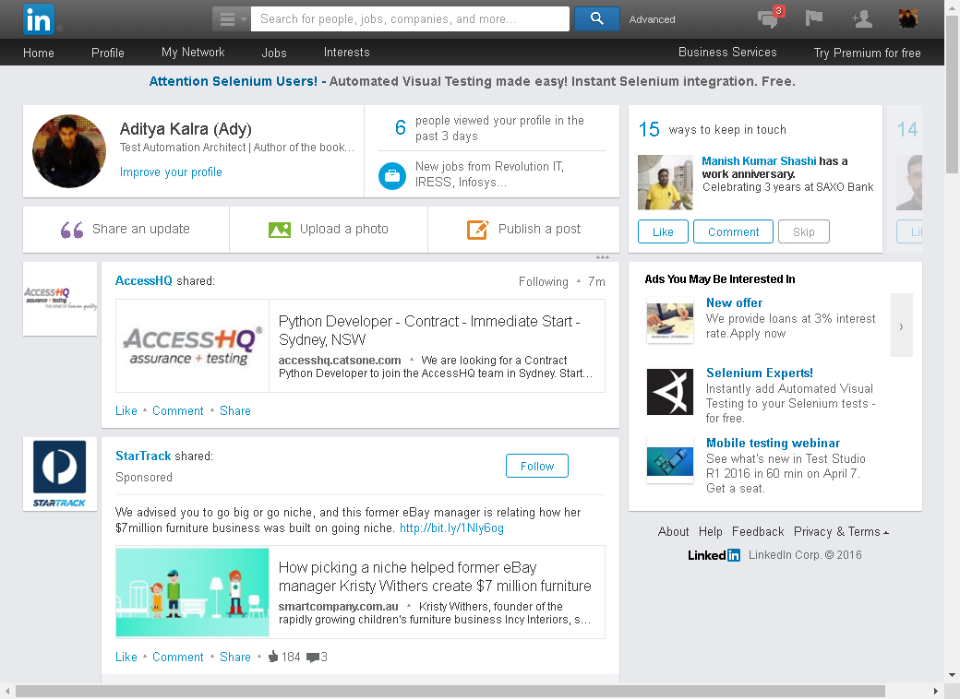 in
Search for people, jobs, companies, and more...
Advanced
3
Home
Profile
My Network
Jobs
Interests
Business Services
Try Premium for free
Attention Selenium Users! - Automated Visual Testing made easy! Instant Selenium integration. Free.
Aditya Kalra (Ady)
Test Automation Architect | Author of the book...
Improve your profile
6
people viewed your profile in the
past 3 days
New jobs from Revolution IT,
IRESS, Infosys...
15 ways to keep in touch
Manish Kumar Shashi has a
work anniversary.
Celebrating 3 years at SAXO Bank
Like
Comment
Skip
14
Share an update
Upload a photo
Publish a post
ACCESSHQ
assurance + testing
AccessHQ shared:
Following • 7m
ACCESSHQ®
assurance + testing
Python Developer - Contract - Immediate Start -
Sydney, NSW
accesshq.catsone.com • We are looking for a Contract
Python Developer to join the AccessHQ team in Sydney. Start...
Like • Comment • Share
STARTRACK
StarTrack shared:
Sponsored
Follow
We advised you to go big or go niche, and this former eBay manager is relating how her
$7million furniture business was built on going niche. http://bit.ly/1Nly6og
How picking a niche helped former eBay
manager Kristy Withers create $7 million furniture
smartcompany.com.au • Kristy Withers, founder of the
rapidly growing children's furniture business Incy Interiors, s...
Like • Comment • Share • 184 3
Ads You May Be Interested In
New offer
We provide loans at 3% interest
rate.Apply now
Selenium Experts!
Instantly add Automated Visual
Testing to your Selenium tests -
for free.
Mobile testing webinar
See what's new in Test Studio
R1 2016 in 60 min on April 7.
Get a seat.
About Help Feedback Privacy & Terms
Linked in LinkedIn Corp. © 2016